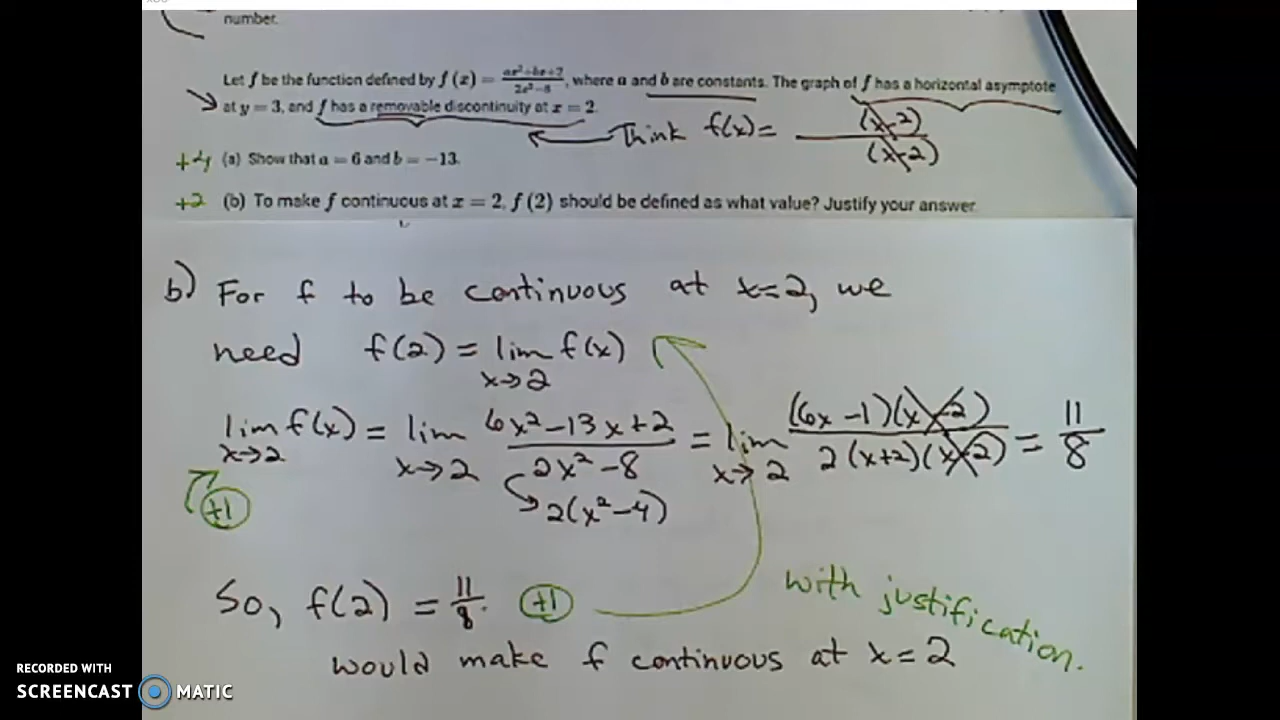 number.
Let f be the function defined by f (x) = ax²+bx+2 / 2x²−8, where a and b are constants. The graph of f has a horizontal asymptote
at y = 3, and f has a removable discontinuity at x = 2.
Think f(x) = (x-2) / (x-2)
+4 (a) Show that a = 6 and b = −13.
+2 (b) To make f continuous at x = 2, f (2) should be defined as what value? Justify your answer.
b) For f to be continuous at x=2, we
need f(2) = lim x→2 f(x)
lim x→2 f(x) = lim x→2 6x²-13x+2 / 2x²-8 = lim x→2 (6x-1)(x-2) / 2(x+2)(x-2) = 11/8
+1
2(x²-4)
So, f(2) = 11/8. +1
with justification.
would make f continuous at x=2
RECORDED WITH
SCREENCAST MATIC